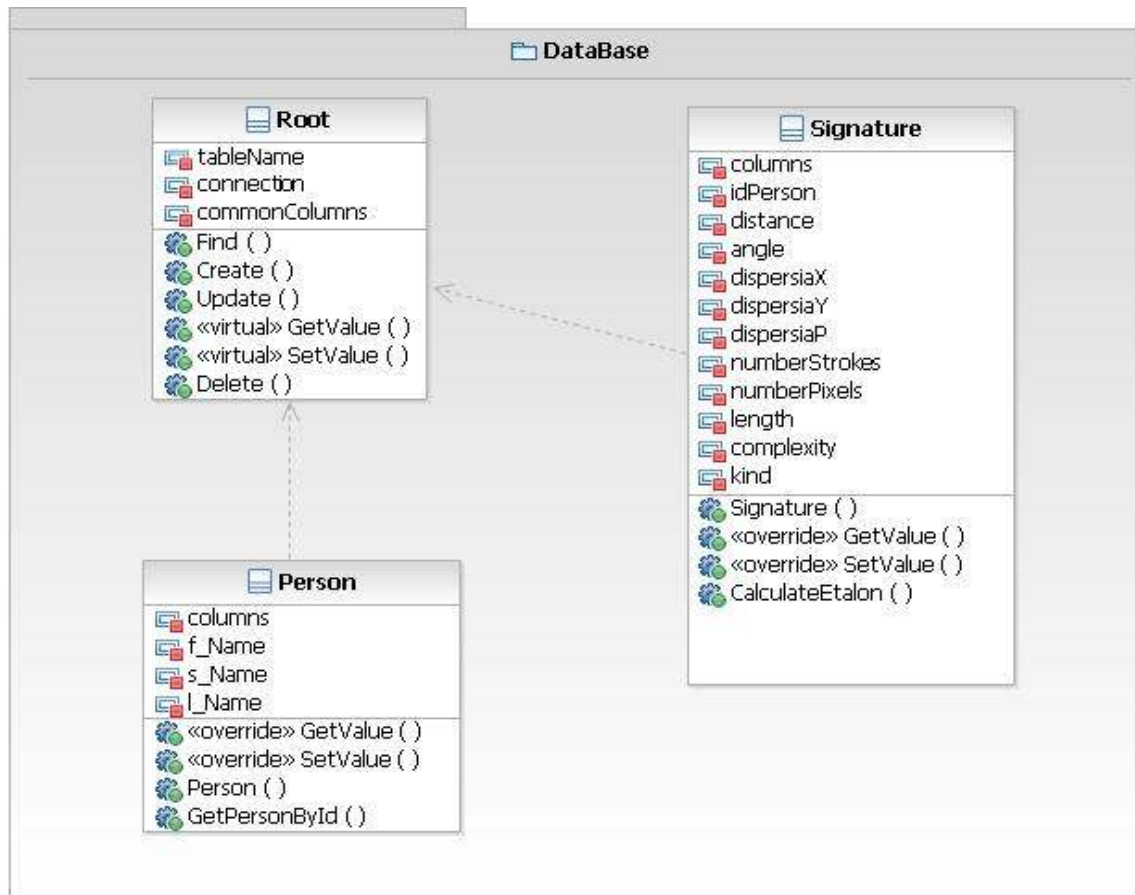 DataBase
Root
tableName
connection
commonColumns
Find ( )
Create ( )
Update ( )
«virtual» GetValue ( )
«virtual» SetValue ( )
Delete ( )
Signature
columns
idPerson
distance
angle
dispersiaX
dispersiaY
dispersiaP
numberStrokes
numberPixels
length
complexity
kind
Signature ( )
«override» GetValue ( )
«override» SetValue ( )
CalculateEtalon ( )
Person
columns
f_Name
s_Name
l_Name
«override» GetValue ( )
«override» SetValue ( )
Person ( )
GetPersonById ( )